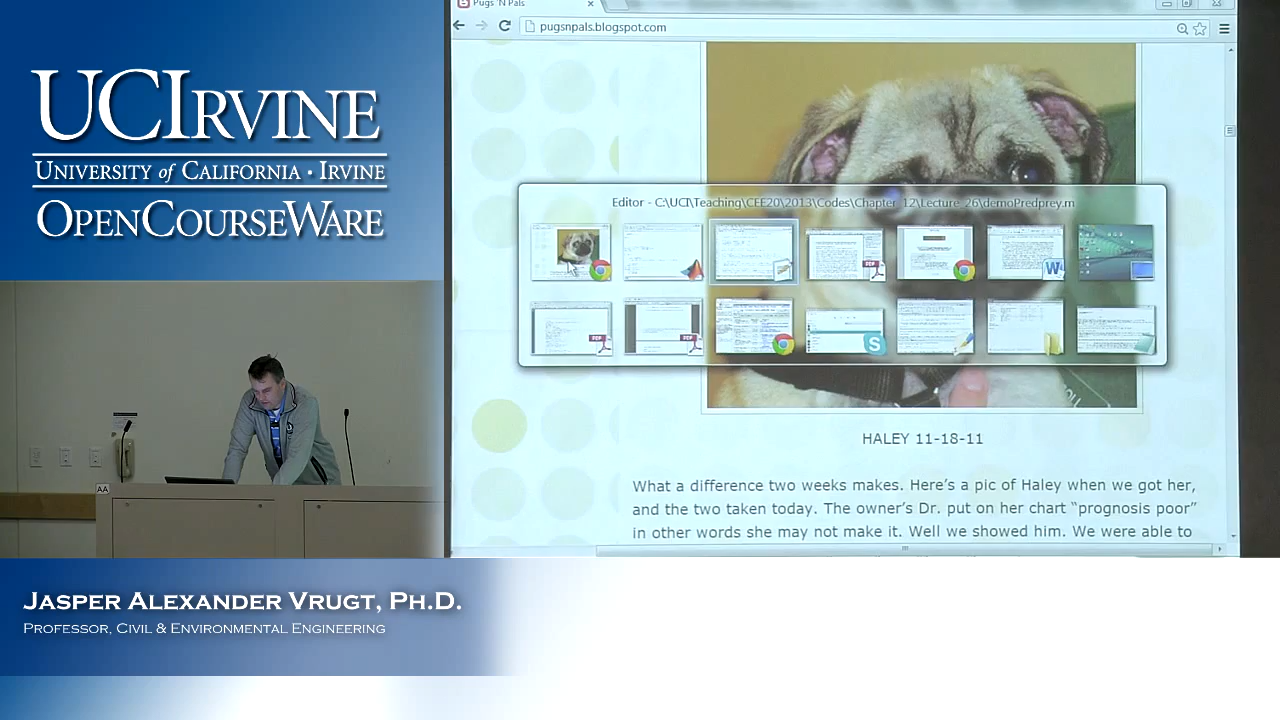 UCIRVINE
UNIVERSITY of CALIFORNIA · IRVINE
OPENCOURSEWARE
Pugs 'N Pals
pugsnpals.blogspot.com
Editor - C:\UCI\Teaching\CEE20\2013\Codes\Chapter_12\Lecture_26\demoPredprey.m
HALEY 11-18-11
What a difference two weeks makes. Here's a pic of Haley when we got her,
and the two taken today. The owner's Dr. put on her chart “prognosis poor”
in other words she may not make it. Well we showed him. We were able to
AA
JASPER ALEXANDER VRUGT, PH.D.
PROFESSOR, CIVIL & ENVIRONMENTAL ENGINEERING